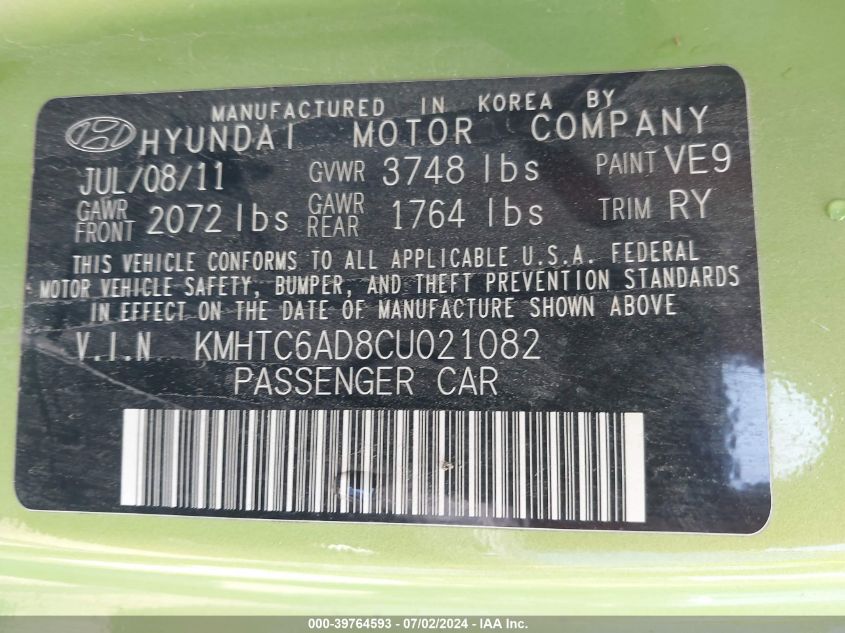 MANUFACTURED IN KOREA BY
HYUNDAI MOTOR COMPANY
JUL/08/11 GVWR 3748 lbs PAINT VE9
GAWR FRONT 2072 lbs GAWR REAR 1764 lbs TRIM RY
THIS VEHICLE CONFORMS TO ALL APPLICABLE U.S.A. FEDERAL
MOTOR VEHICLE SAFETY, BUMPER, AND THEFT PREVENTION STANDARDS
IN EFFECT ON THE DATE OF MANUFACTURE SHOWN ABOVE
V.I.N KMHTC6AD8CU021082
PASSENGER CAR
000-39764593 - 07/02/2024 - IAA Inc.